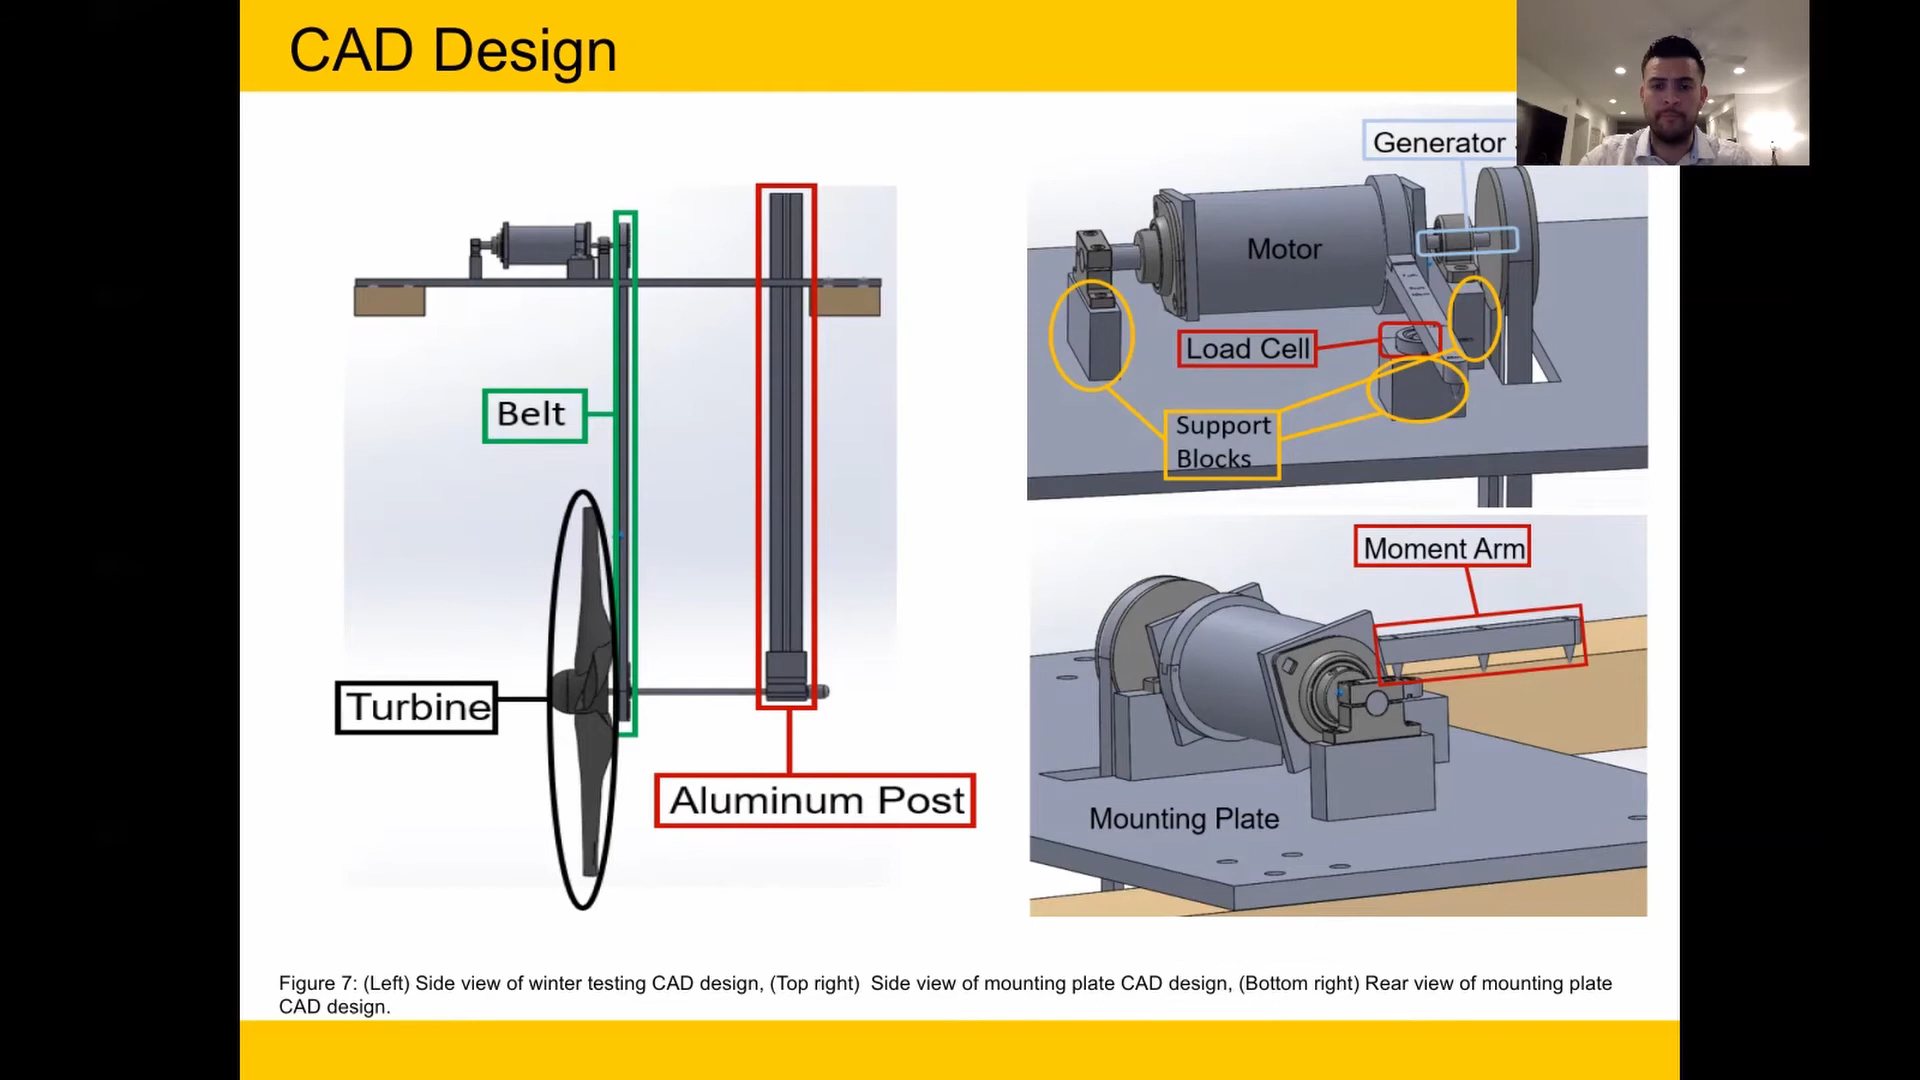 CAD Design
Generator
Motor
Load Cell
Support
Blocks
Belt
Turbine
Aluminum Post
Moment Arm
Mounting Plate
Figure 7: (Left) Side view of winter testing CAD design, (Top right)  Side view of mounting plate CAD design, (Bottom right) Rear view of mounting plate
CAD design.